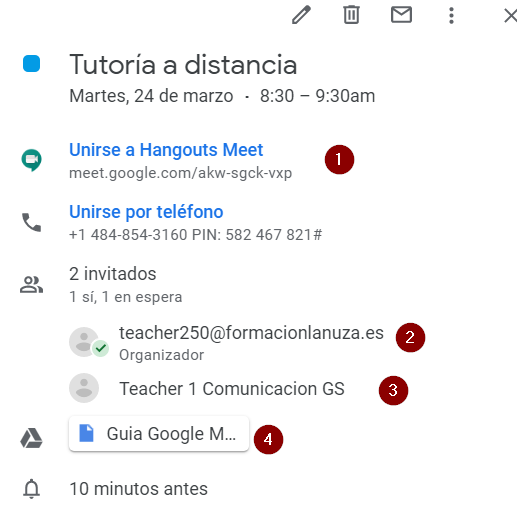 Tutoría a distancia
Martes, 24 de marzo · 8:30 – 9:30am
Unirse a Hangouts Meet 1
meet.google.com/akw-sgck-vxp
Unirse por teléfono
+1 484-854-3160 PIN: 582 467 821#
2 invitados
1 sí, 1 en espera
teacher250@formacionlanuza.es 2
Organizador
Teacher 1 Comunicacion GS 3
Guia Google M... 4
10 minutos antes